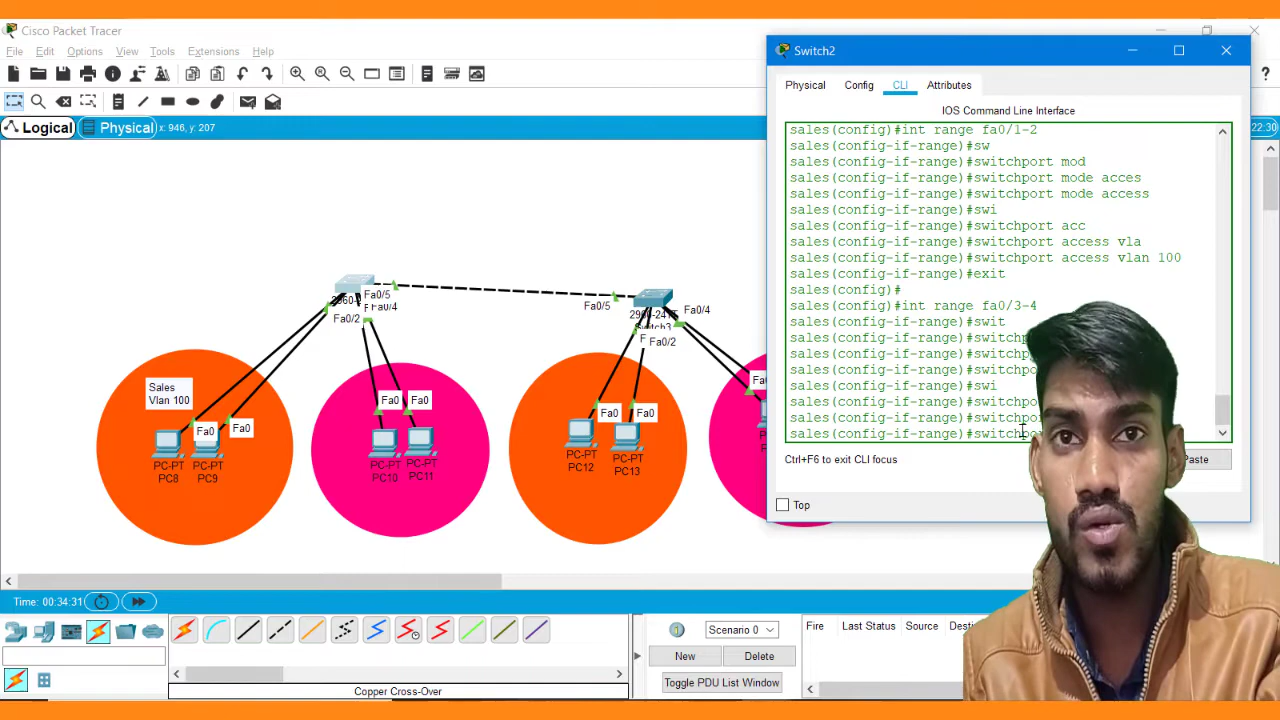 Cisco Packet Tracer
File Edit Options View Tools Extensions Help
Logical Physical x: 946, y: 207
22:30
Switch2
Physical Config CLI Attributes
IOS Command Line Interface
sales(config)#int range fa0/1-2
sales(config-if-range)#sw
sales(config-if-range)#switchport mod
sales(config-if-range)#switchport mode acces
sales(config-if-range)#switchport mode access
sales(config-if-range)#swi
sales(config-if-range)#switchport acc
sales(config-if-range)#switchport access vla
sales(config-if-range)#switchport access vlan 100
sales(config-if-range)#exit
sales(config)#
sales(config)#int range fa0/3-4
sales(config-if-range)#swit
sales(config-if-range)#switchp
sales(config-if-range)#switchp
sales(config-if-range)#switchp
sales(config-if-range)#swi
sales(config-if-range)#switchpo
sales(config-if-range)#switchpo
sales(config-if-range)#switchp
Ctrl+F6 to exit CLI focus
Paste
Top
Fa0/5
Fa0/4
Fa0/2
Fa0/5
Fa0/4
Switch3
Fa0/2
Sales
Vlan 100
Fa0
Fa0
Fa0
Fa0
Fa0
Fa0
PC-PT
PC8
PC-PT
PC9
PC-PT
PC10
PC-PT
PC11
PC-PT
PC12
PC-PT
PC13
Time: 00:34:31
Scenario 0
New Delete
Toggle PDU List Window
Fire Last Status Source
Copper Cross-Over